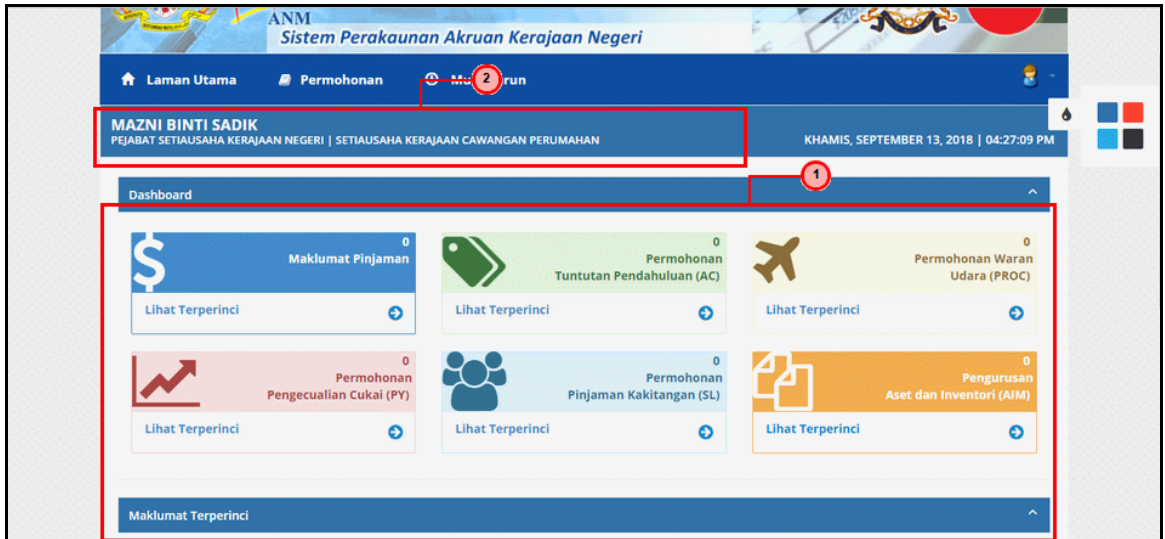 ANM
Sistem Perakaunan Akruan Kerajaan Negeri
Laman Utama Permohonan
2
MAZNI BINTI SADIK
PEJABAT SETIAUSAHA KERAJAAN NEGERI | SETIAUSAHA KERAJAAN CAWANGAN PERUMAHAN
KHAMIS, SEPTEMBER 13, 2018 | 04:27:09 PM
1
Dashboard
0
Maklumat Pinjaman
Lihat Terperinci
0
Permohonan
Tuntutan Pendahuluan (AC)
Lihat Terperinci
0
Permohonan Waran
Udara (PROC)
Lihat Terperinci
0
Permohonan
Pengecualian Cukai (PY)
Lihat Terperinci
0
Permohonan
Pinjaman Kakitangan (SL)
Lihat Terperinci
0
Pengurusan
Aset dan Inventori (AIM)
Lihat Terperinci
Maklumat Terperinci